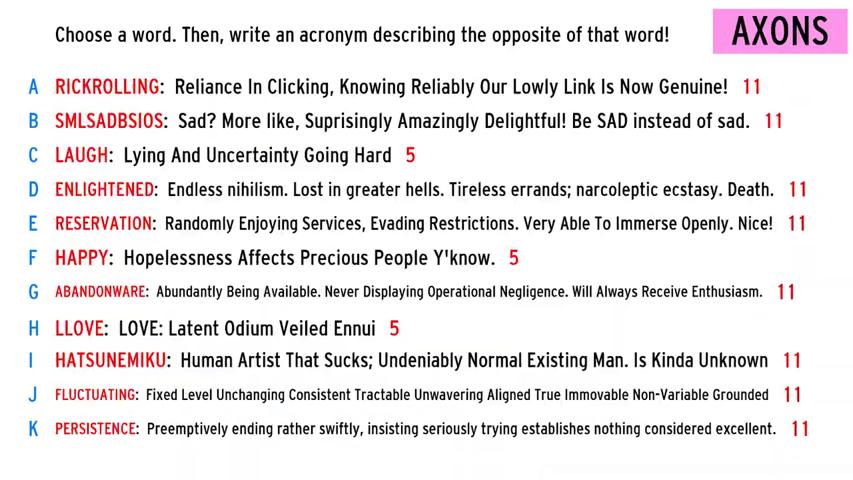 Choose a word. Then, write an acronym describing the opposite of that word!
AXONS
A RICKROLLING: Reliance In Clicking, Knowing Reliably Our Lowly Link Is Now Genuine! 11
B SMLSADBSIOS: Sad? More like, Suprisingly Amazingly Delightful! Be SAD instead of sad. 11
C LAUGH: Lying And Uncertainty Going Hard 5
D ENLIGHTENED: Endless nihilism. Lost in greater hells. Tireless errands; narcoleptic ecstasy. Death. 11
E RESERVATION: Randomly Enjoying Services, Evading Restrictions. Very Able To Immerse Openly. Nice! 11
F HAPPY: Hopelessness Affects Precious People Y'know. 5
G ABANDONWARE: Abundantly Being Available. Never Displaying Operational Negligence. Will Always Receive Enthusiasm. 11
H LLOVE: LOVE: Latent Odium Veiled Ennui 5
I HATSUNEMIKU: Human Artist That Sucks; Undeniably Normal Existing Man. Is Kinda Unknown 11
J FLUCTUATING: Fixed Level Unchanging Consistent Tractable Unwavering Aligned True Immovable Non-Variable Grounded 11
K PERSISTENCE: Preemptively ending rather swiftly, insisting seriously trying establishes nothing considered excellent. 11